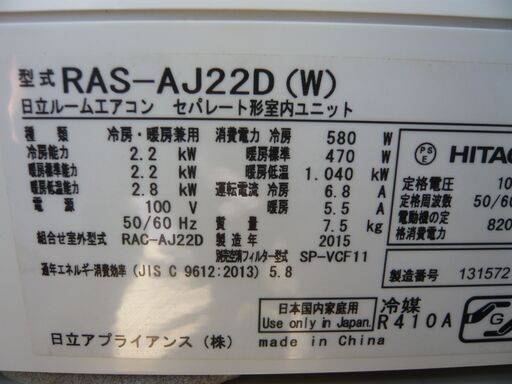 型式 RAS-AJ22D (W)
日立ルームエアコン セパレート形室内ユニット
種類 冷房・暖房兼用 消費電力 冷房 580 W
冷房能力 2.2 kW 暖房標準 470 W
暖房能力 2.2 kW 暖房低温 1.040 kW
暖房低温能力 2.8 kW 運転電流 冷房 6.8 A
電源 100 V 暖房 5.5 A
50/60 Hz 質量 7.5 kg
組合せ室外型式 RAC-AJ22D 製造年 2015
別売空清フィルター型式 SP-VCF11
通年エネルギー消費効率 (JIS C 9612:2013) 5.8
PS
E
HITAC
定格電圧 10
定格周波数 50/60
電動機の定
格消費電力 820
製造番号 131572
日本国内家庭用
Use only in Japan.
冷媒
R410A
G
日立アプライアンス (株) made in China